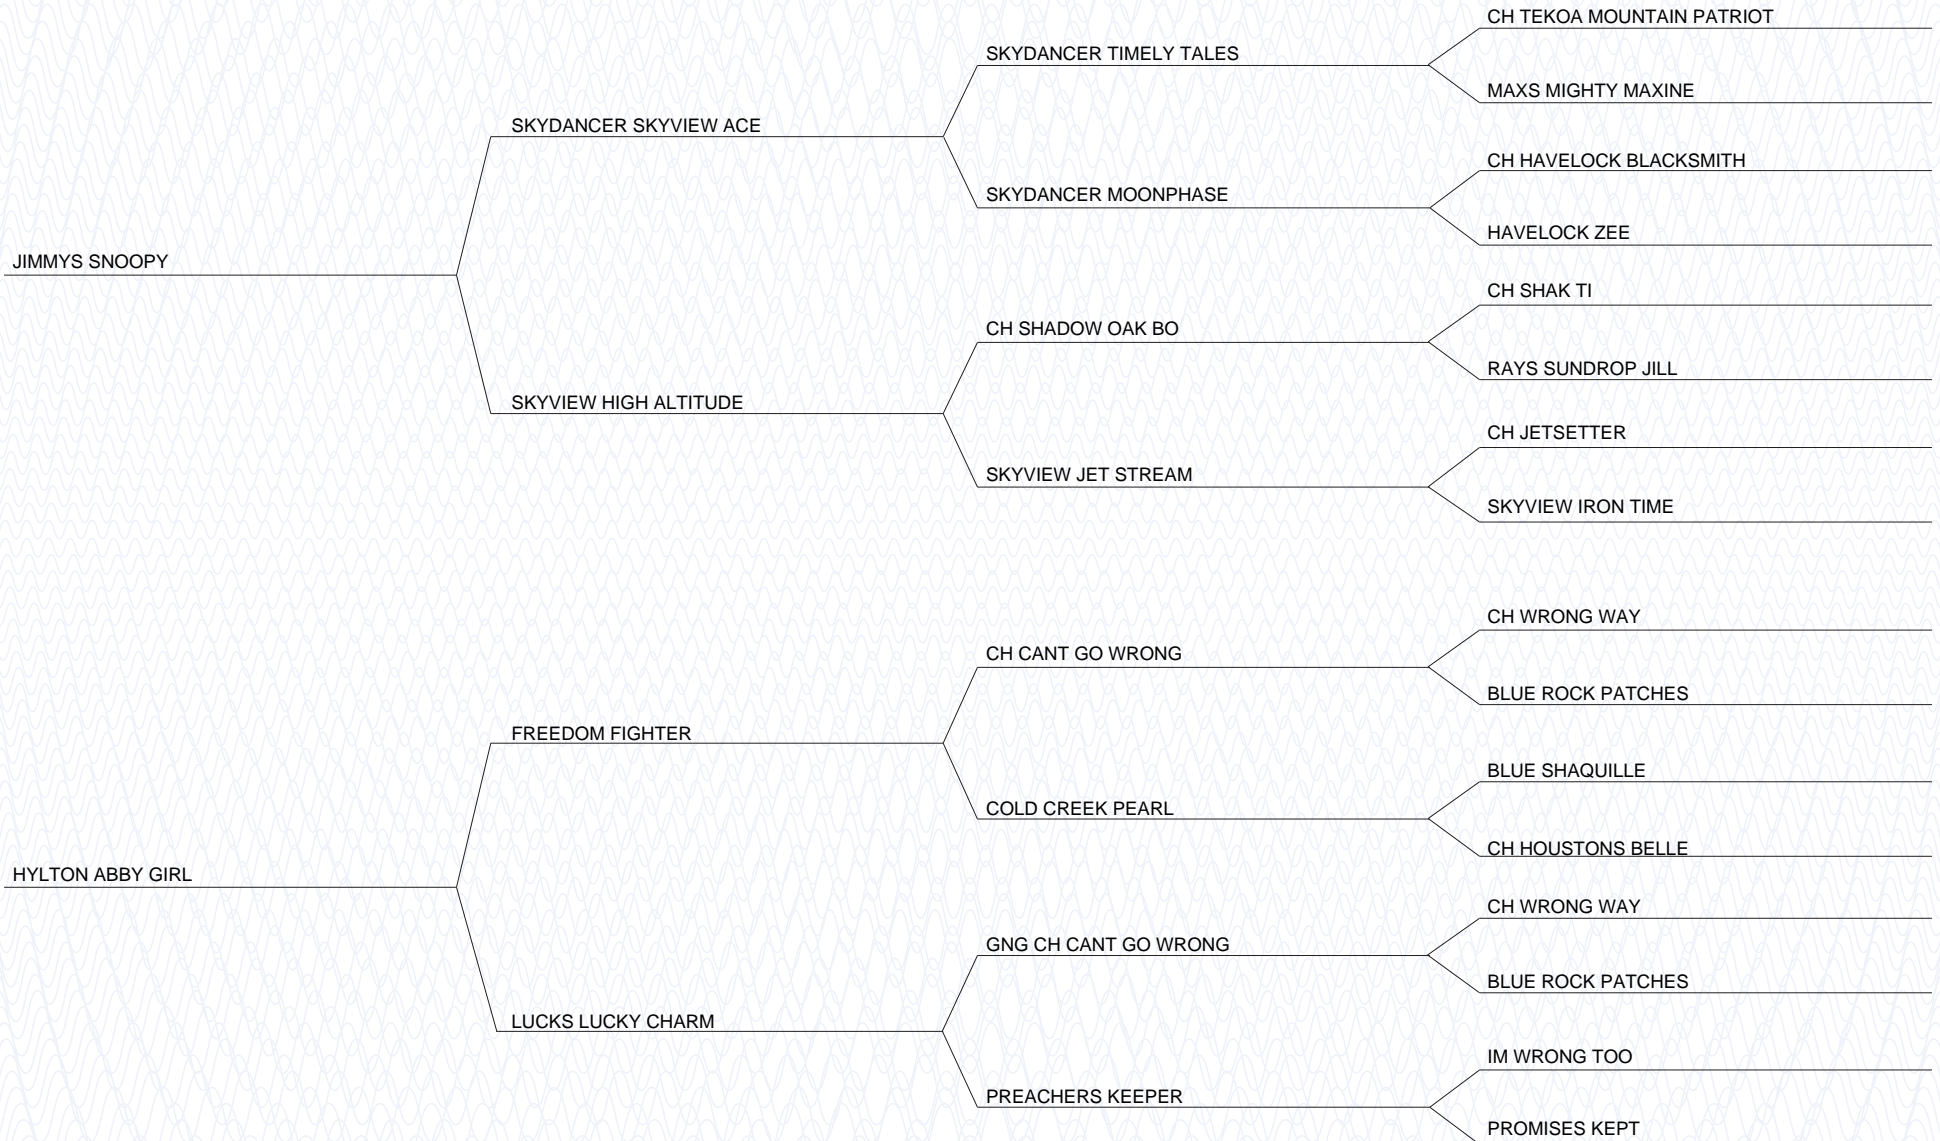 CH TEKOA MOUNTAIN PATRIOT
SKYDANCER TIMELY TALES
MAXS MIGHTY MAXINE
SKYDANCER SKYVIEW ACE
CH HAVELOCK BLACKSMITH
SKYDANCER MOONPHASE
HAVELOCK ZEE
JIMMYS SNOOPY
CH SHAK TI
CH SHADOW OAK BO
RAYS SUNDROP JILL
SKYVIEW HIGH ALTITUDE
CH JETSETTER
SKYVIEW JET STREAM
SKYVIEW IRON TIME
CH WRONG WAY
CH CANT GO WRONG
BLUE ROCK PATCHES
FREEDOM FIGHTER
BLUE SHAQUILLE
COLD CREEK PEARL
CH HOUSTONS BELLE
HYLTON ABBY GIRL
CH WRONG WAY
GNG CH CANT GO WRONG
BLUE ROCK PATCHES
LUCKS LUCKY CHARM
IM WRONG TOO
PREACHERS KEEPER
PROMISES KEPT